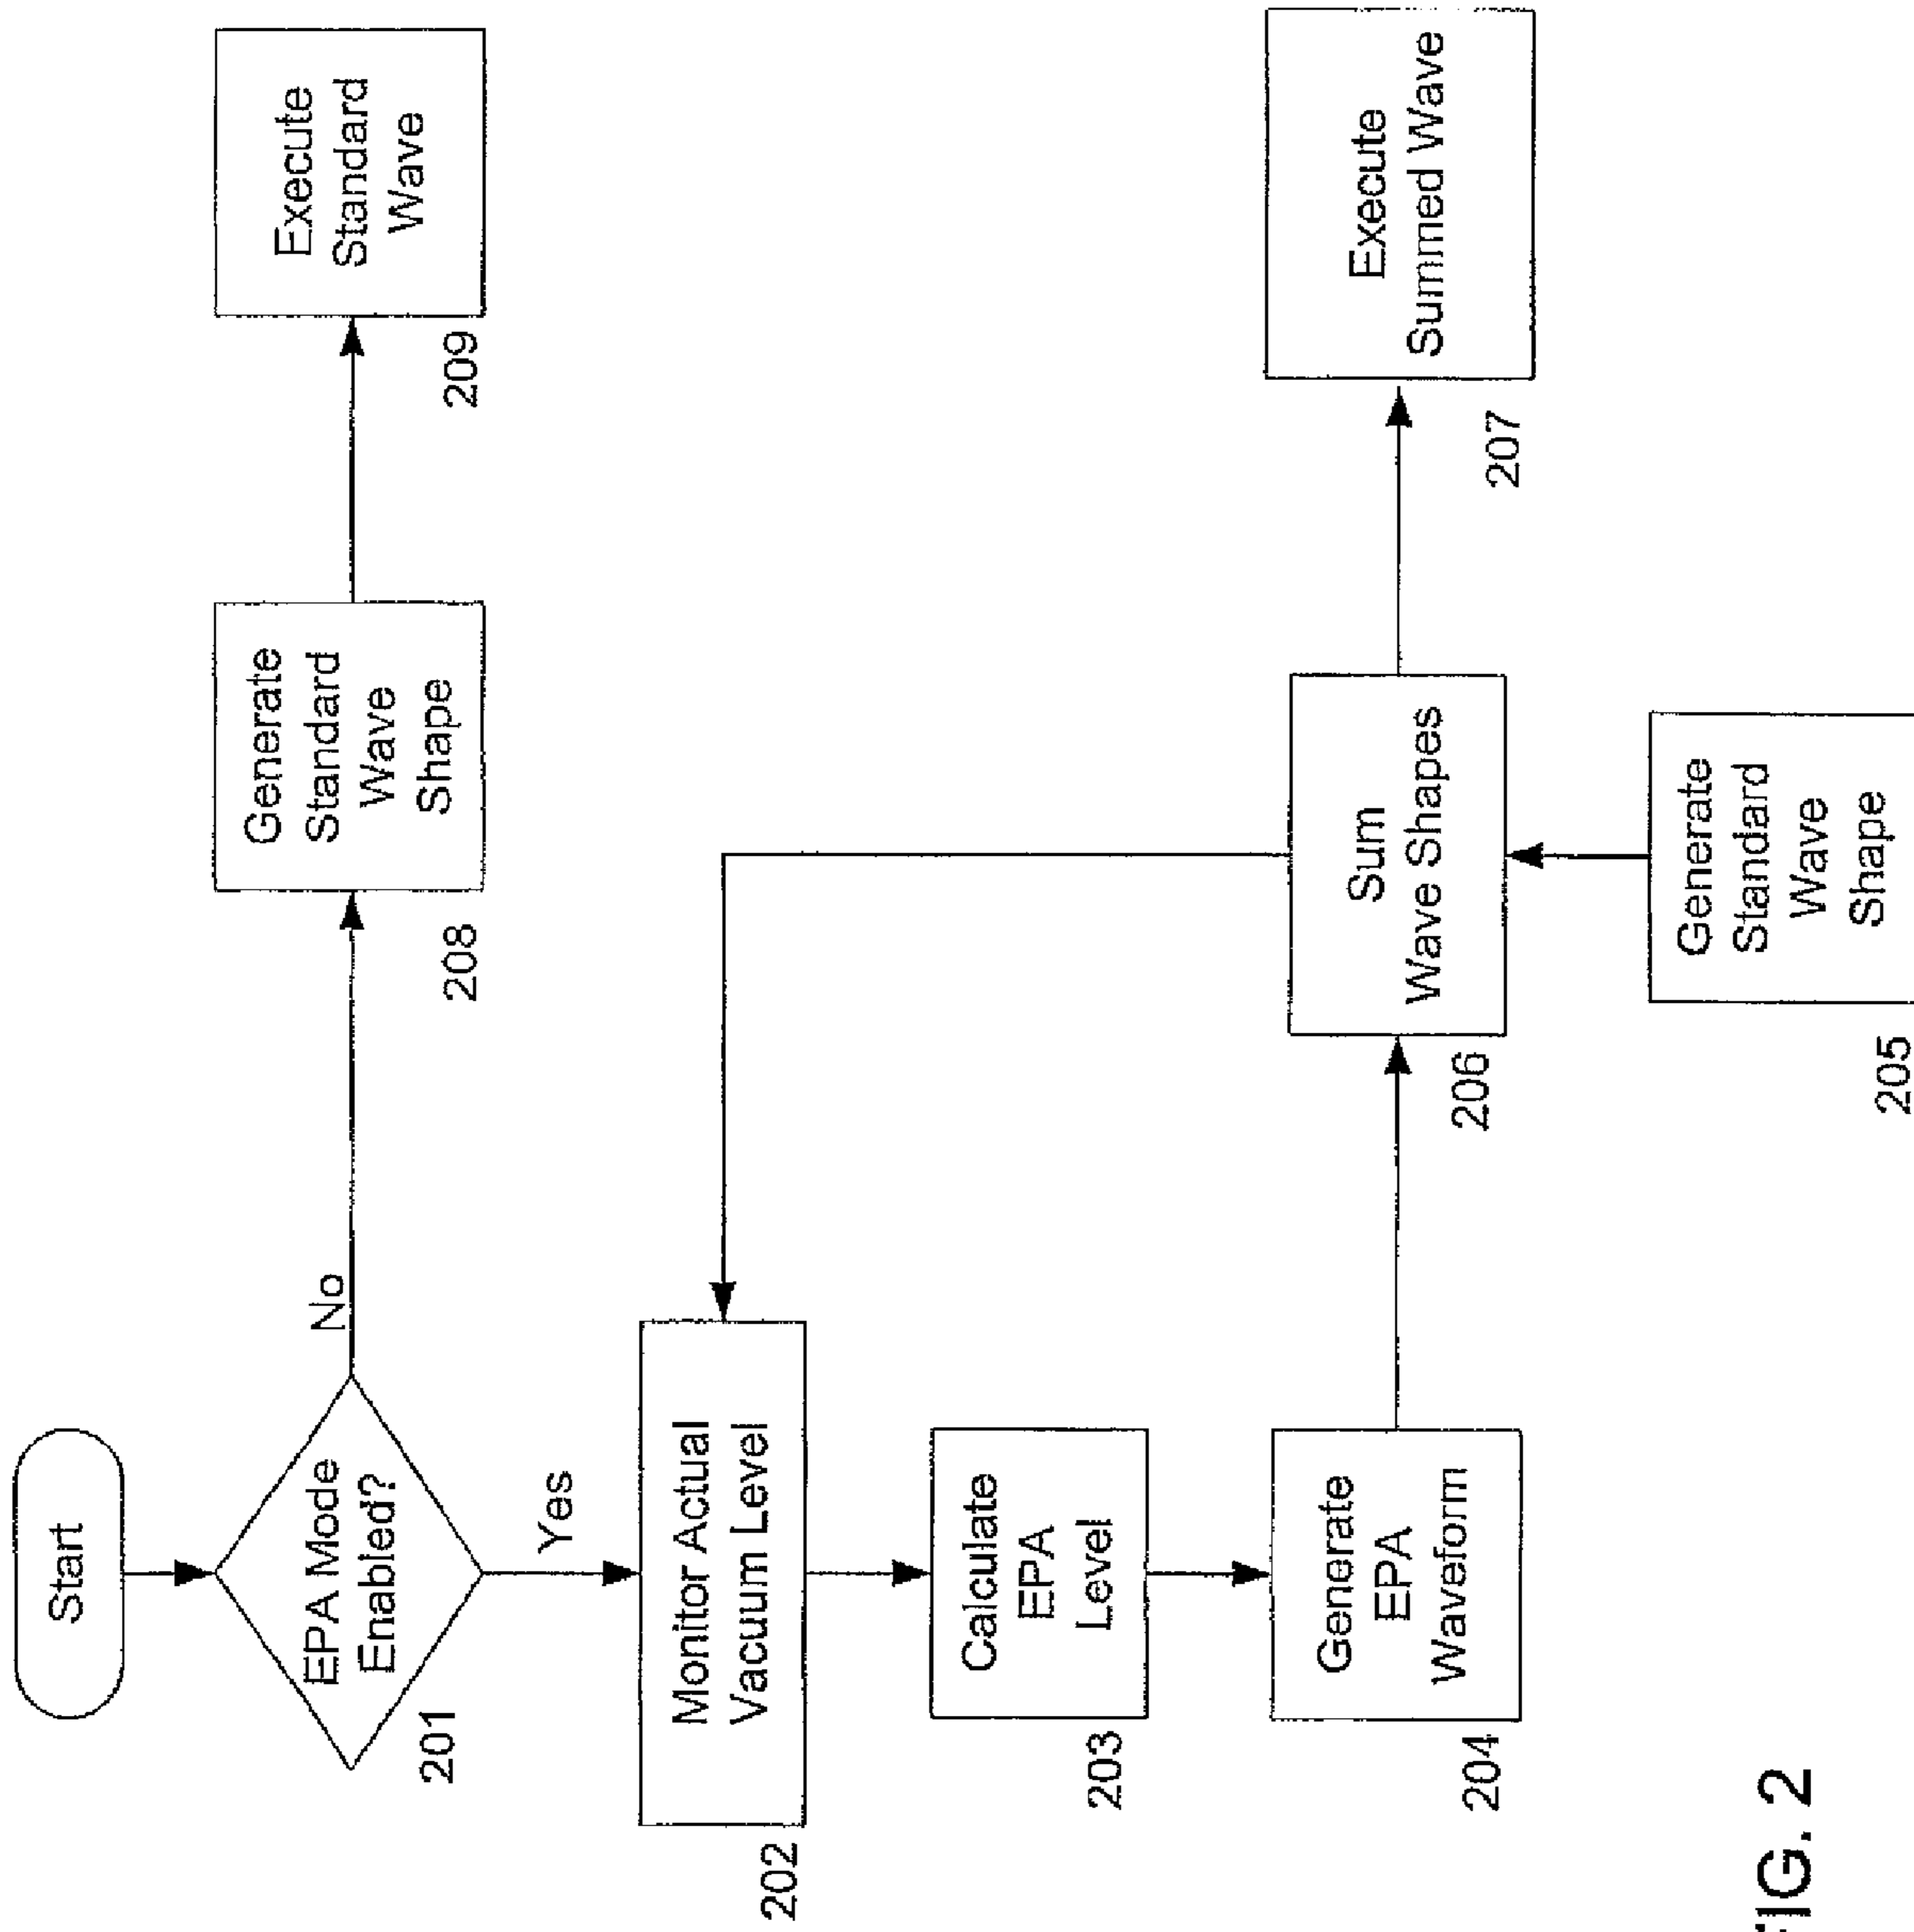 Start
EPA Mode
Enabled?
201
No
Yes
Generate
Standard
Wave
Shape
208
Execute
Standard
Wave
209
Monitor Actual
Vacuum Level
202
Calculate
EPA
Level
203
Generate
EPA
Waveform
204
Sum
Wave Shapes
206
Execute
Summed Wave
207
Generate
Standard
Wave
Shape
205
FIG. 2